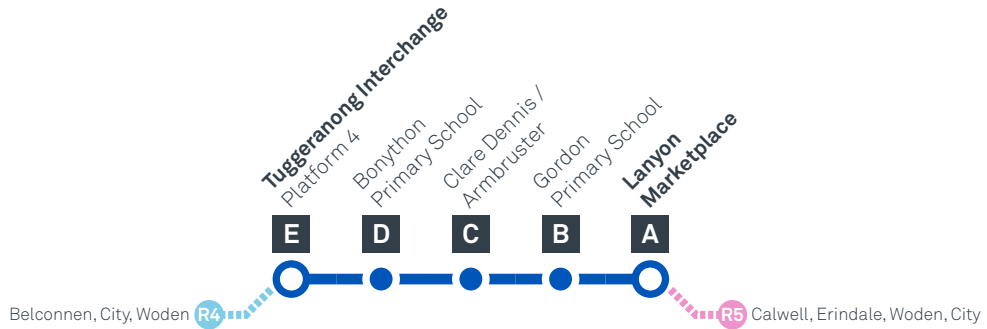 Tuggeranong Interchange
Platform 4
Bonython
Primary School
Clare Dennis /
Armbruster
Gordon
Primary School
Lanyon
Marketplace
E
D
C
B
A
Belconnen, City, Woden R4
R5 Calwell, Erindale, Woden, City